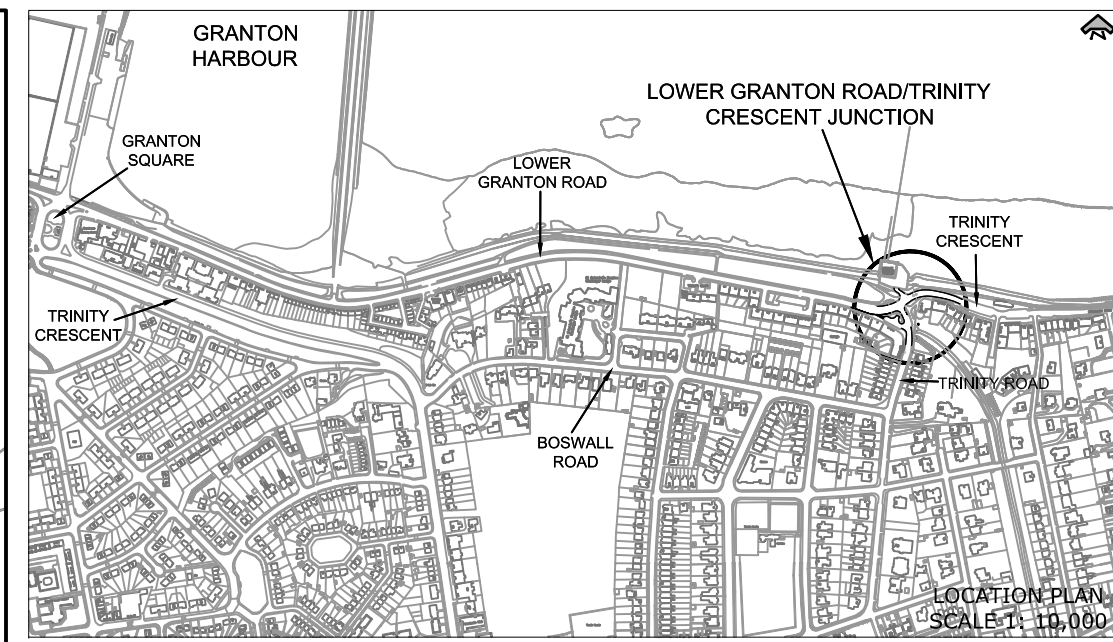 GRANTON
HARBOUR
LOWER GRANTON ROAD/TRINITY
CRESCENT JUNCTION
GRANTON
SQUARE
LOWER
GRANTON ROAD
TRINITY
CRESCENT
TRINITY
CRESCENT
TRINITY ROAD
BOSWALL
ROAD
LOCATION PLAN
SCALE 1: 10,000